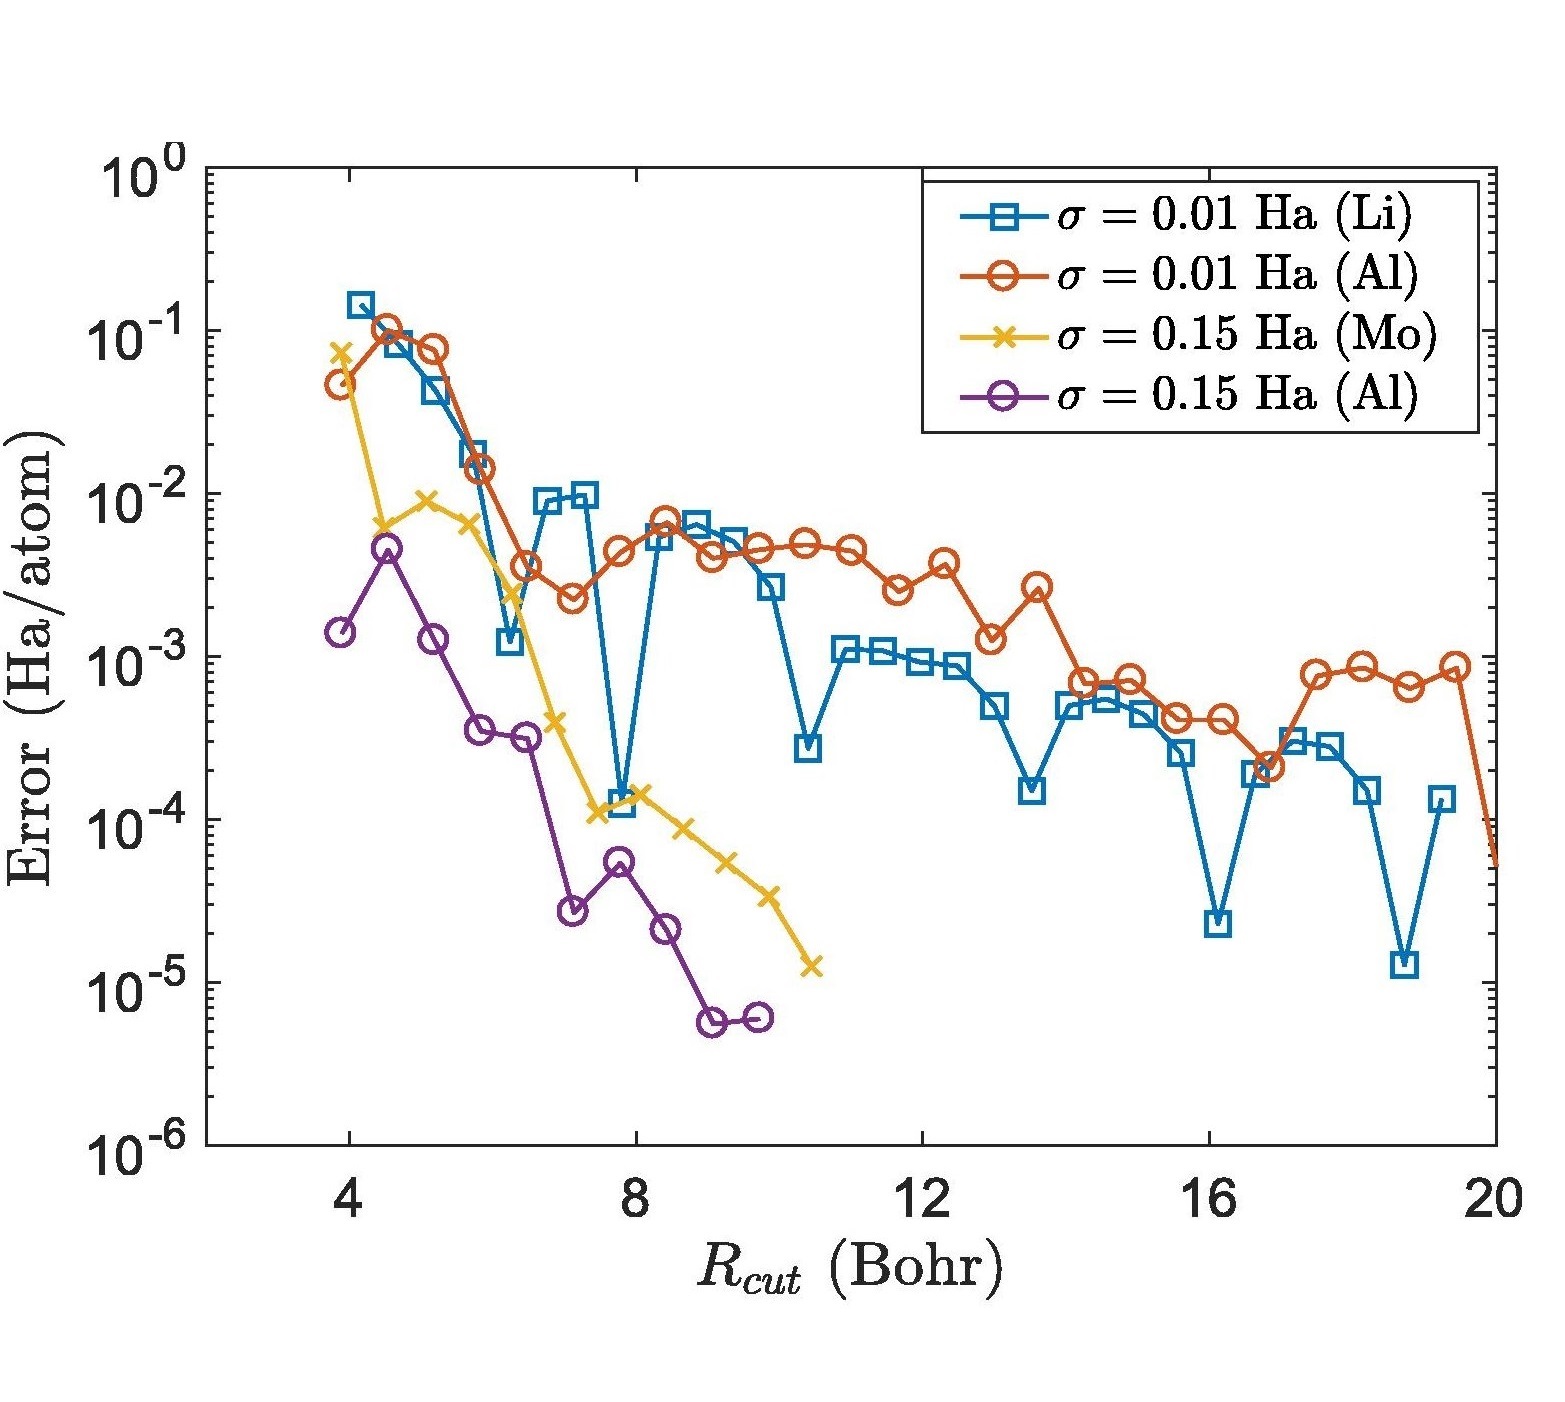 10^0
10^-1
10^-2
10^-3
10^-4
10^-5
10^-6
Error (Ha/atom)
σ = 0.01 Ha (Li)
σ = 0.01 Ha (Al)
σ = 0.15 Ha (Mo)
σ = 0.15 Ha (Al)
4 8 12 16 20
R_cut (Bohr)